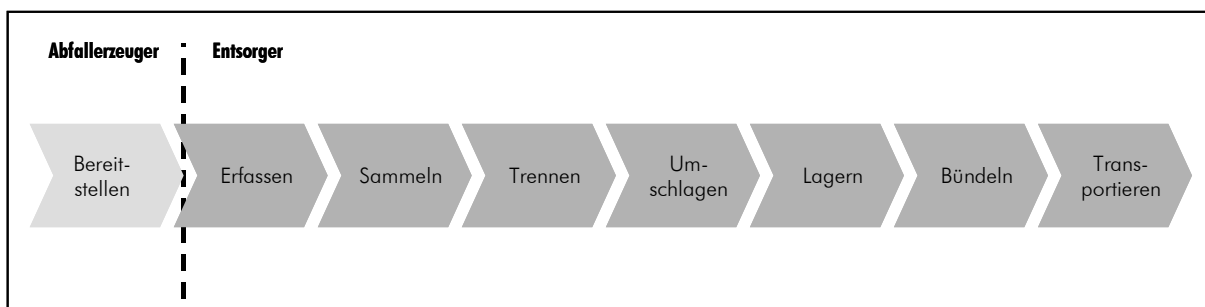 Abfallerzeuger
Entsorger
Bereit-
stellen
Erfassen
Sammeln
Trennen
Um-
schlagen
Lagern
Bündeln
Trans-
portieren